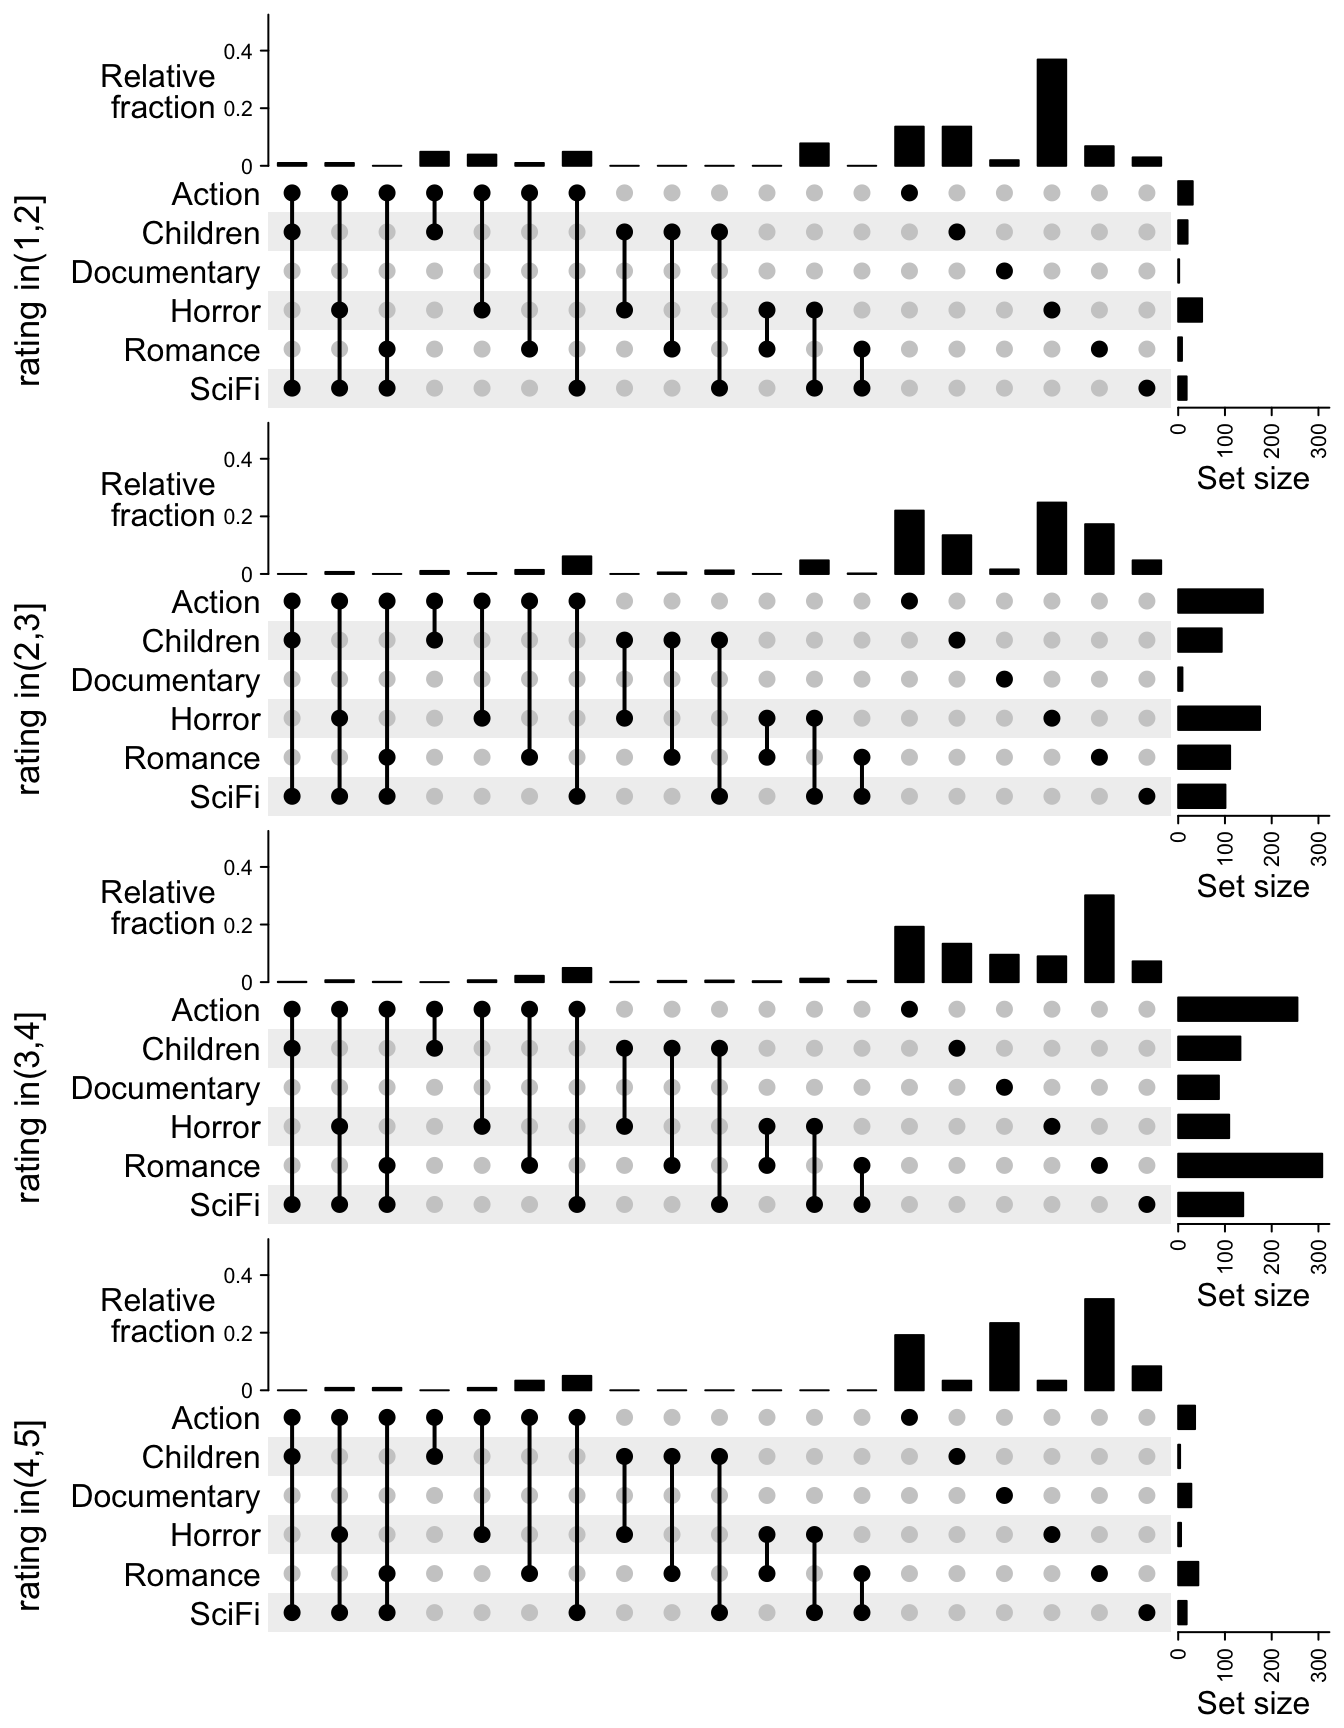 0.4
Relative
fraction
0.2
0
rating in(1,2]
Action
Children
Documentary
Horror
Romance
SciFi
0
100
200
300
Set size
0.4
Relative
fraction
0.2
0
rating in(2,3]
Action
Children
Documentary
Horror
Romance
SciFi
0
100
200
300
Set size
0.4
Relative
fraction
0.2
0
rating in(3,4]
Action
Children
Documentary
Horror
Romance
SciFi
0
100
200
300
Set size
0.4
Relative
fraction
0.2
0
rating in(4,5]
Action
Children
Documentary
Horror
Romance
SciFi
0
100
200
300
Set size